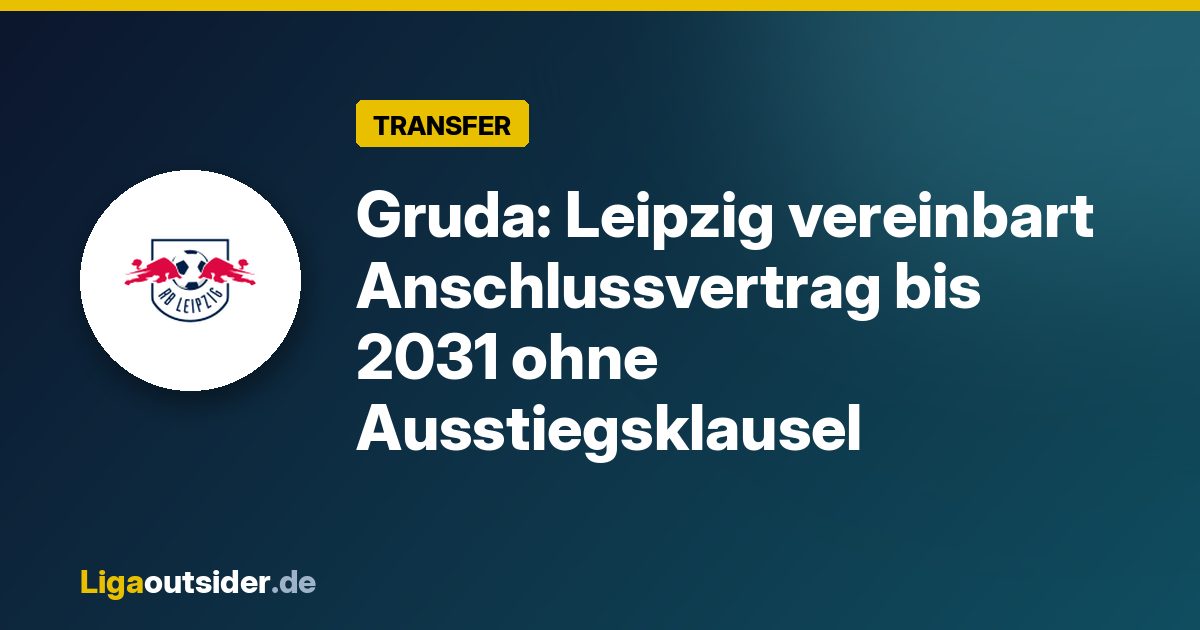 TRANSFER
Gruda: Leipzig vereinbart
Anschlussvertrag bis
2031 ohne
Ausstiegsklausel
RB LEIPZIG
Ligaoutsider.de